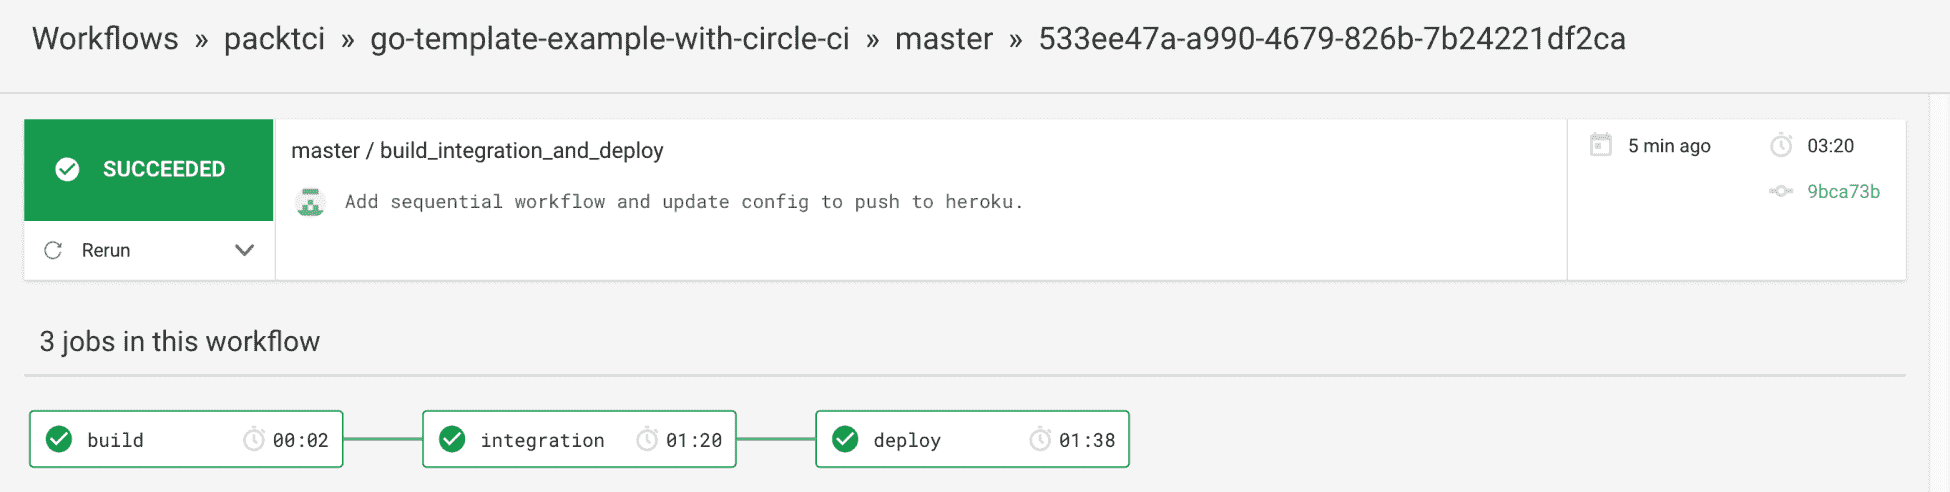 Workflows » packtci » go-template-example-with-circle-ci » master » 533ee47a-a990-4679-826b-7b24221df2ca
SUCCEEDED
Rerun
master / build_integration_and_deploy
Add sequential workflow and update config to push to heroku.
5 min ago 03:20
9bca73b
3 jobs in this workflow
build 00:02 integration 01:20 deploy 01:38